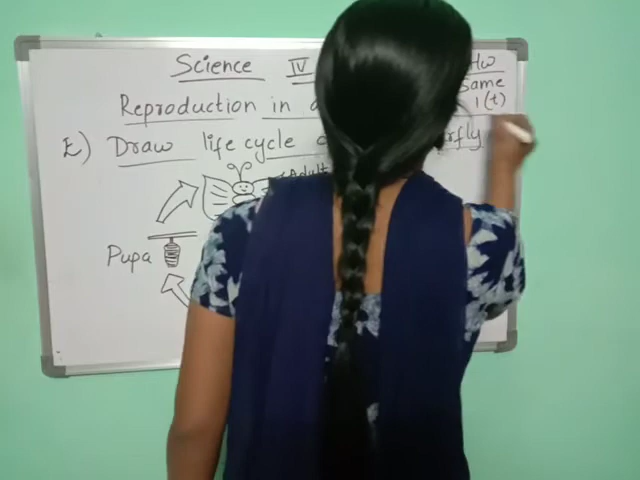 Science IV Hw
Same
Reproduction in 1(t)
E) Draw life cycle
Adult
Pupa